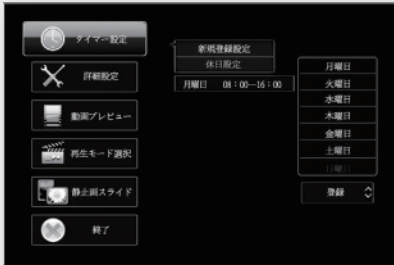 タイマー設定
詳細設定
動画プレビュー
再生モード選択
静止画スライド
終了
新規登録設定
休日設定
月曜日 08:00―16:00
月曜日
火曜日
水曜日
木曜日
金曜日
土曜日
日曜日
登録